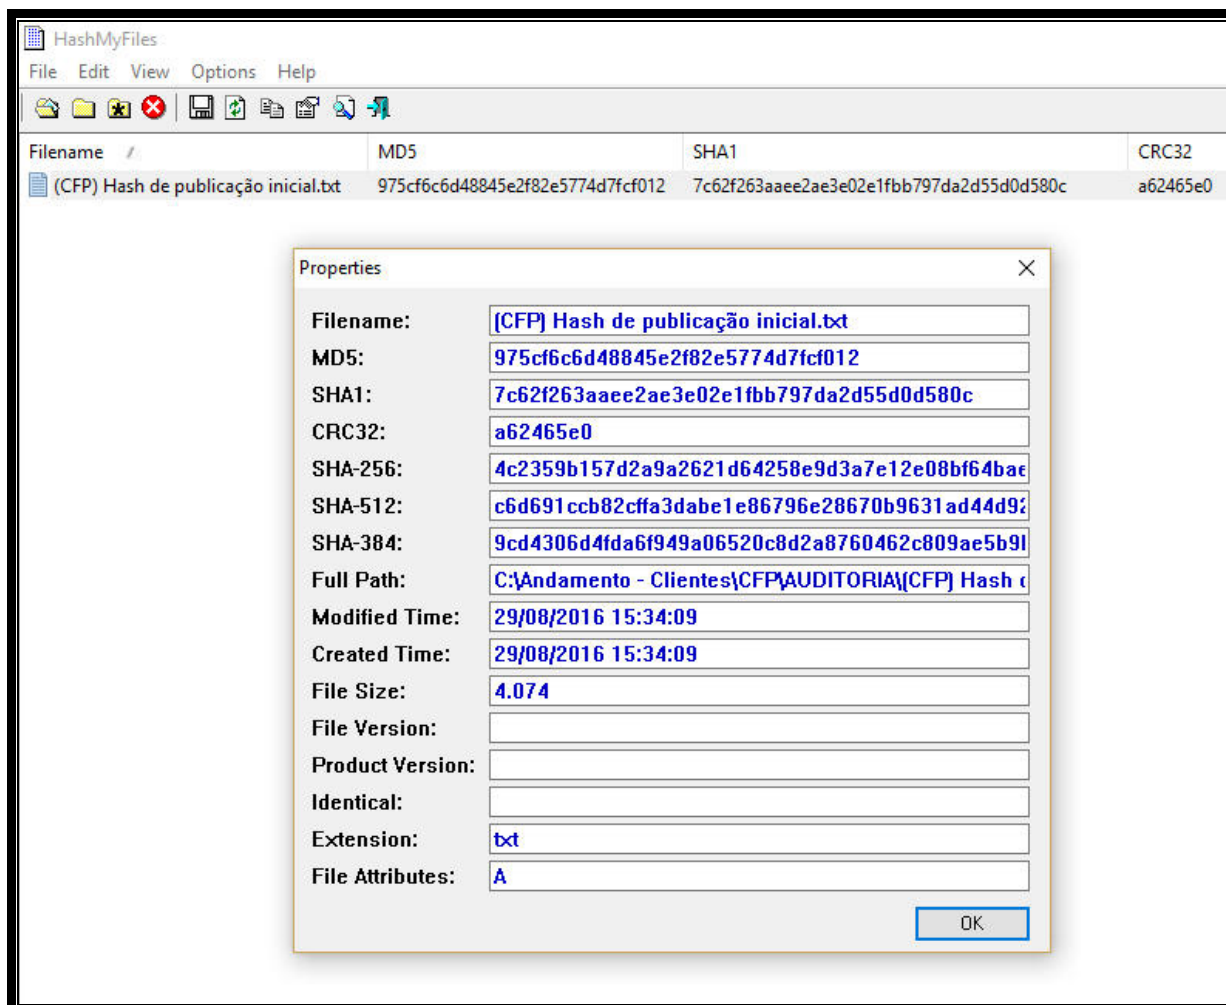 HashMyFiles
File Edit View Options Help
Filename / MD5 SHA1 CRC32
(CFP) Hash de publicação inicial.txt 975cf6c6d48845e2f82e5774d7fcf012 7c62f263aaee2ae3e02e1fbb797da2d55d0d580c a62465e0
Properties
Filename: (CFP) Hash de publicação inicial.txt
MD5: 975cf6c6d48845e2f82e5774d7fcf012
SHA1: 7c62f263aaee2ae3e02e1fbb797da2d55d0d580c
CRC32: a62465e0
SHA-256: 4c2359b157d2a9a2621d64258e9d3a7e12e08bf64bae
SHA-512: c6d691ccb82cffa3dabe1e86796e28670b9631ad44d92
SHA-384: 9cd4306d4fda6f949a06520c8d2a8760462c809ae5b9
Full Path: C:\Andamento - Clientes\CFP\AUDITORIA\(CFP) Hash
Modified Time: 29/08/2016 15:34:09
Created Time: 29/08/2016 15:34:09
File Size: 4.074
File Version:
Product Version:
Identical:
Extension: txt
File Attributes: A
OK